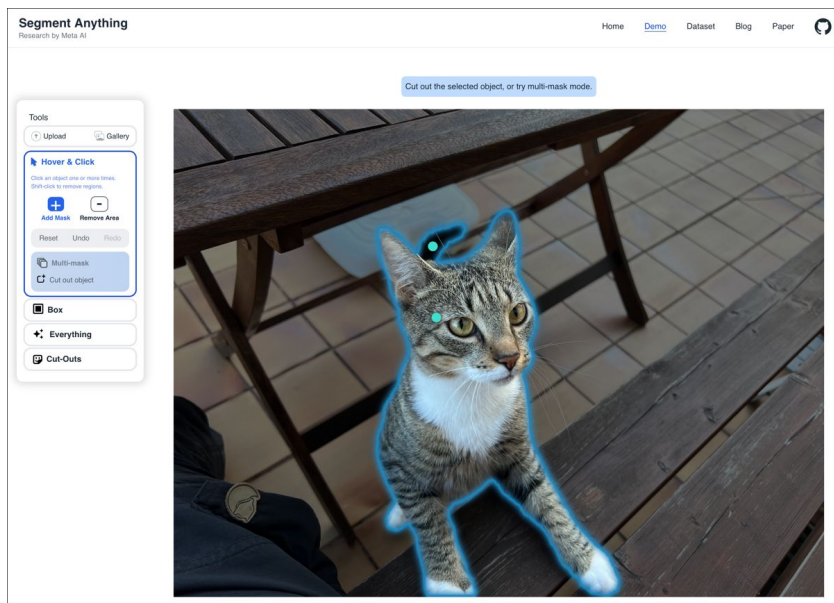 Segment Anything
Research by Meta AI
Home Demo Dataset Blog Paper
Cut out the selected object, or try multi-mask mode.
Tools
Upload Gallery
Hover & Click
Click an object one or more times.
Shift-click to remove regions.
Add Mask Remove Area
Reset Undo Redo
Multi-mask
Cut out object
Box
Everything
Cut-Outs